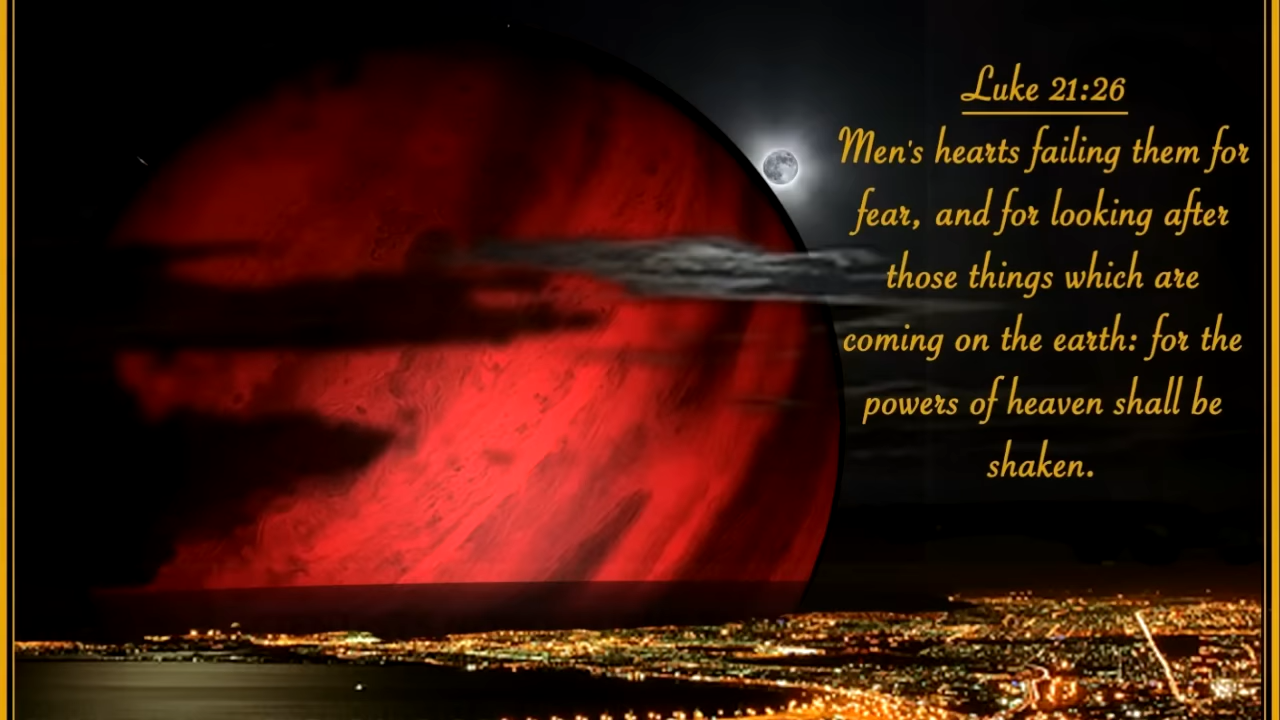 Luke 21:26
Men's hearts failing them for
fear, and for looking after
those things which are
coming on the earth: for the
powers of heaven shall be
shaken.